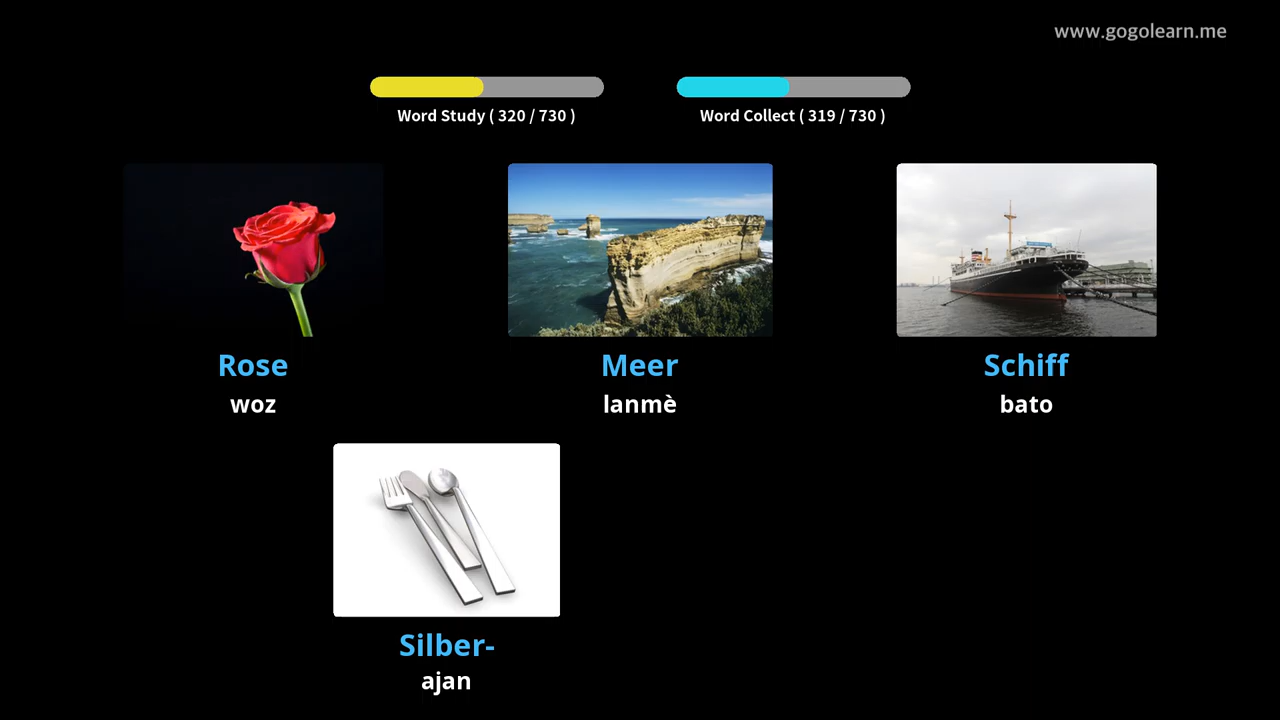 www.gogolearn.me
Word Study ( 320 / 730 )
Word Collect ( 319 / 730 )
Rose
woz
Meer
lanmè
Schiff
bato
Silber-
ajan